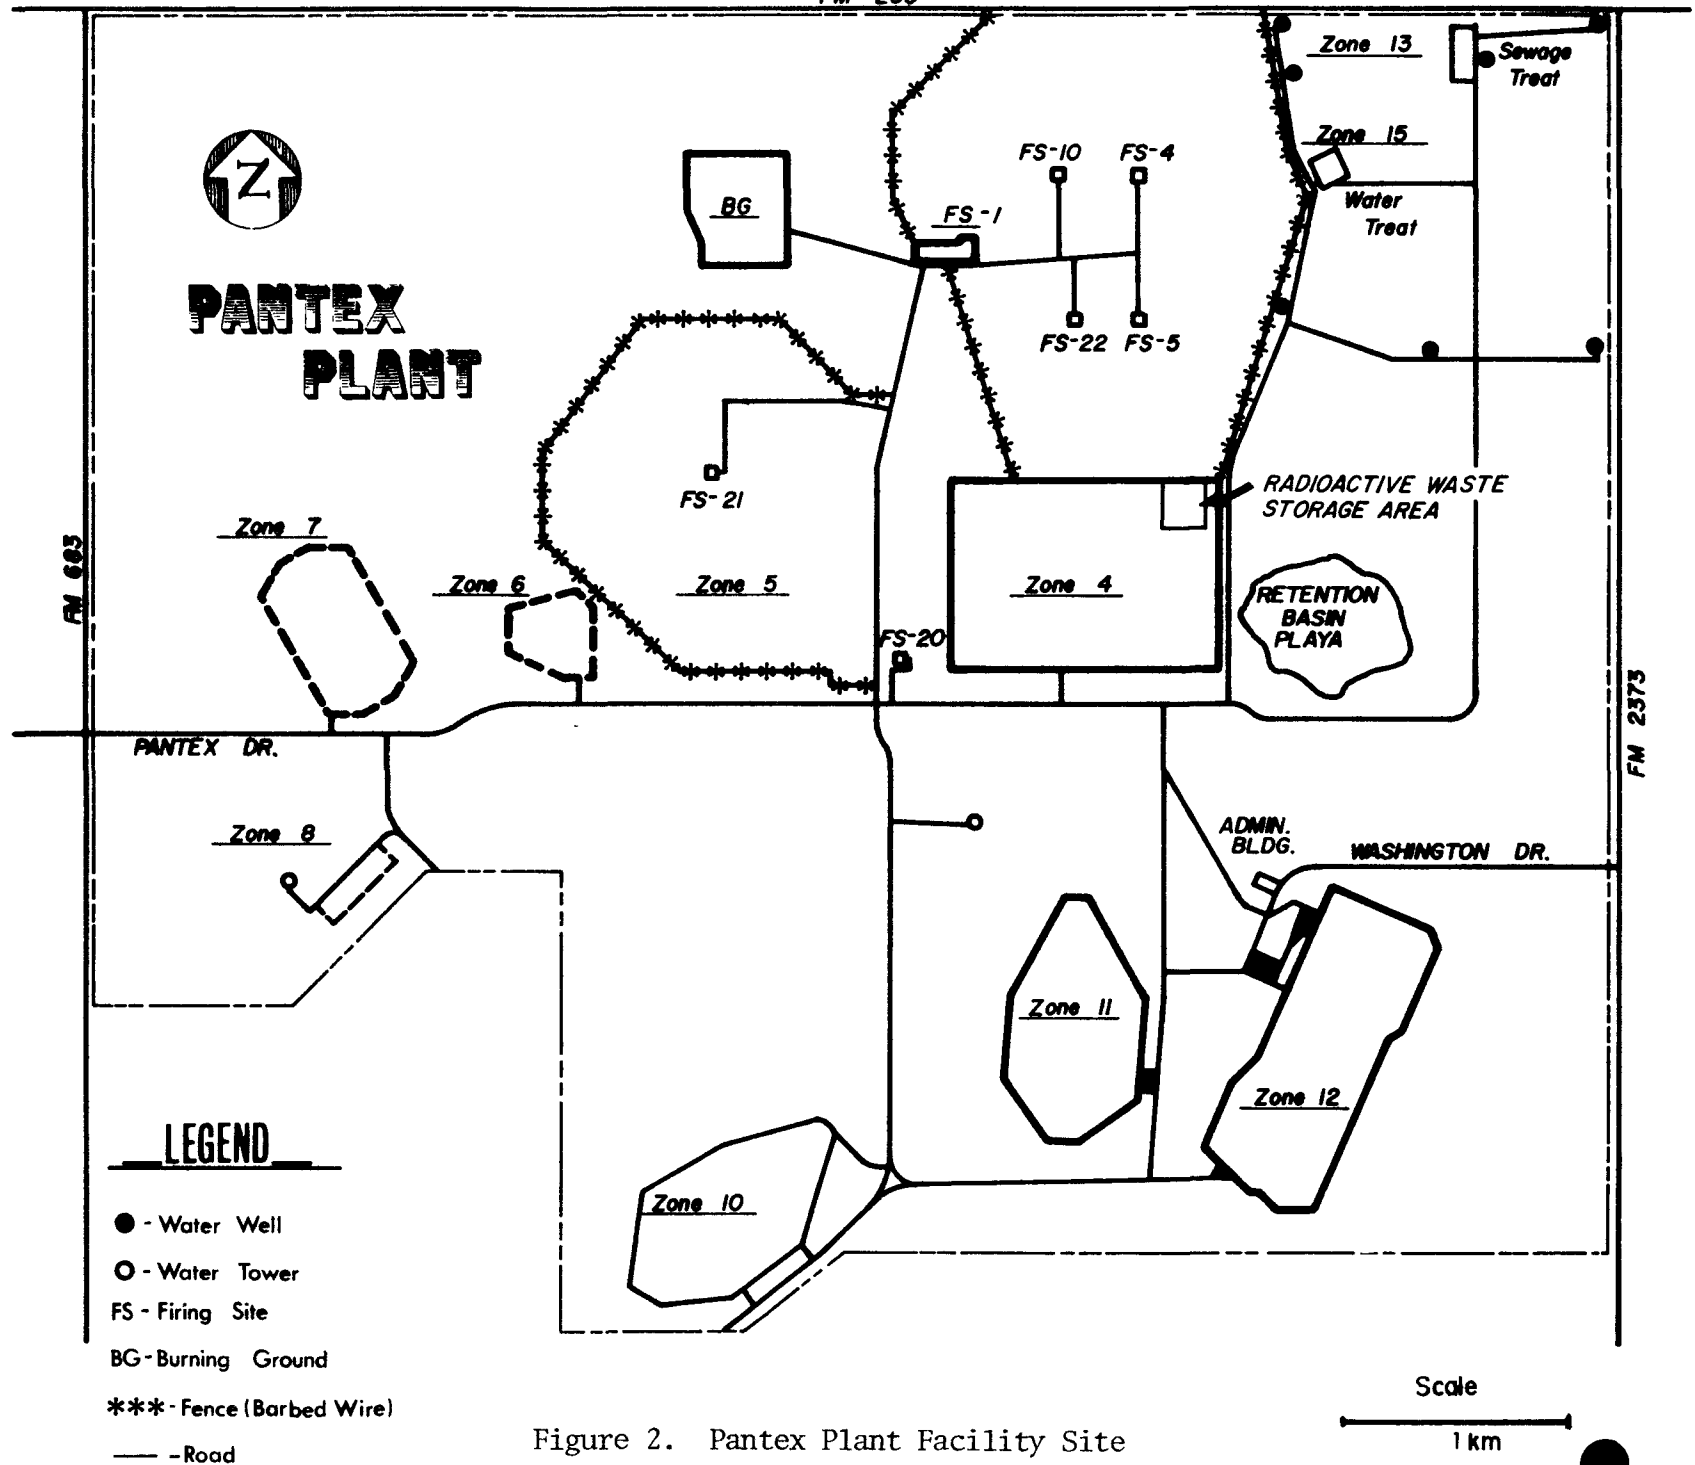 Zone 13
Sewage
Treat
Zone 15
FS-10
FS-4
Water
Treat
N
BG
FS-1
PANTEX
PLANT
FS-22
FS-5
FS-21
RADIOACTIVE WASTE
STORAGE AREA
Zone 7
Zone 6
Zone 5
Zone 4
RETENTION
BASIN
PLAYA
FM 683
FS-20
FM 2373
PANTEX DR.
Zone 8
ADMIN.
BLDG.
WASHINGTON DR.
Zone 11
Zone 12
Zone 10
LEGEND
- Water Well
- Water Tower
FS - Firing Site
BG - Burning Ground
*** - Fence (Barbed Wire)
— - Road
Scale
1 km
Figure 2. Pantex Plant Facility Site